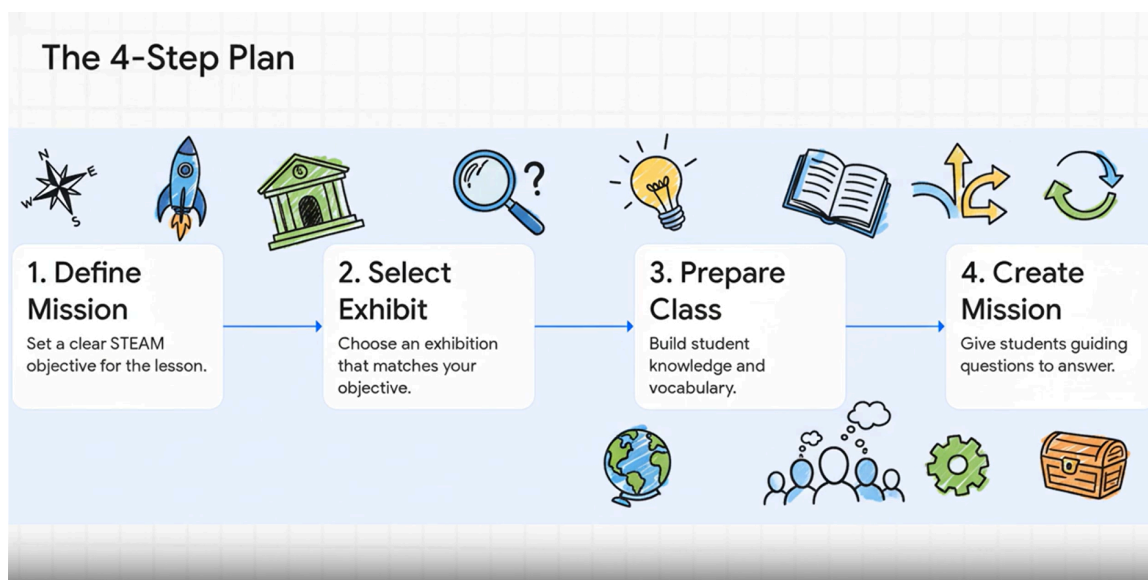 The 4-Step Plan
N
E
W
S
?
1. Define
Mission
Set a clear STEAM
objective for the lesson.
2. Select
Exhibit
Choose an exhibition
that matches your
objective.
3. Prepare
Class
Build student
knowledge and
vocabulary.
4. Create
Mission
Give students guiding
questions to answer.